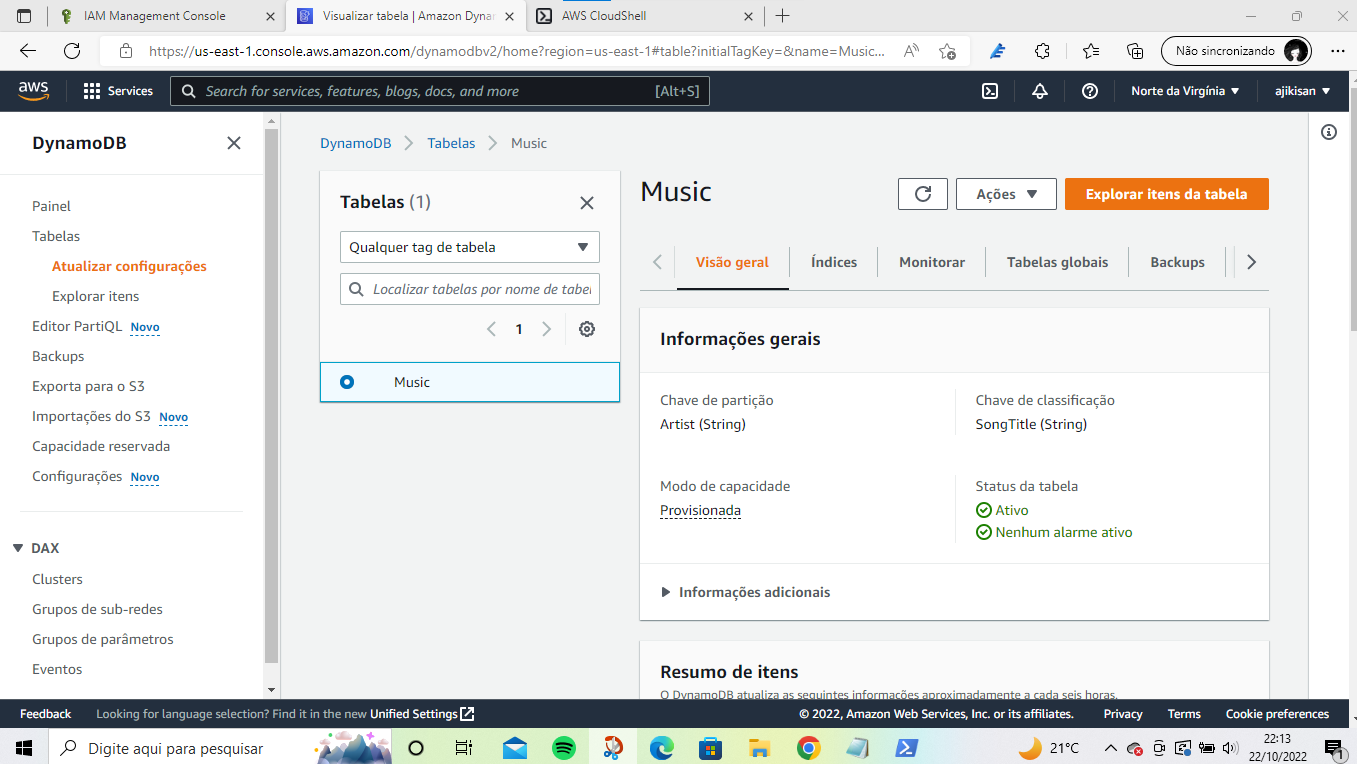 IAM Management Console
Visualizar tabela | Amazon Dynam
AWS CloudShell
https://us-east-1.console.aws.amazon.com/dynamodbv2/home?region=us-east-1#table?initialTagKey=&name=Music...
Não sincronizando
aws
Services
Search for services, features, blogs, docs, and more
[Alt+S]
Norte da Virgínia
ajikisan
DynamoDB
Painel
Tabelas
Atualizar configurações
Explorar itens
Editor PartiQL Novo
Backups
Exporta para o S3
Importações do S3 Novo
Capacidade reservada
Configurações Novo
DAX
Clusters
Grupos de sub-redes
Grupos de parâmetros
Eventos
DynamoDB
Tabelas
Music
Tabelas (1)
Qualquer tag de tabela
Localizar tabelas por nome de tabel
1
Music
Music
Ações
Explorar itens da tabela
Visão geral
Índices
Monitorar
Tabelas globais
Backups
Informações gerais
Chave de partição
Artist (String)
Chave de classificação
SongTitle (String)
Modo de capacidade
Provisionada
Status da tabela
Ativo
Nenhum alarme ativo
Informações adicionais
Resumo de itens
O DynamoDB atualiza as seguintes informações aproximadamente a cada seis horas.
Feedback
Looking for language selection? Find it in the new Unified Settings
© 2022, Amazon Web Services, Inc. or its affiliates.
Privacy
Terms
Cookie preferences
Digite aqui para pesquisar
21°C
22:13
22/10/2022
1